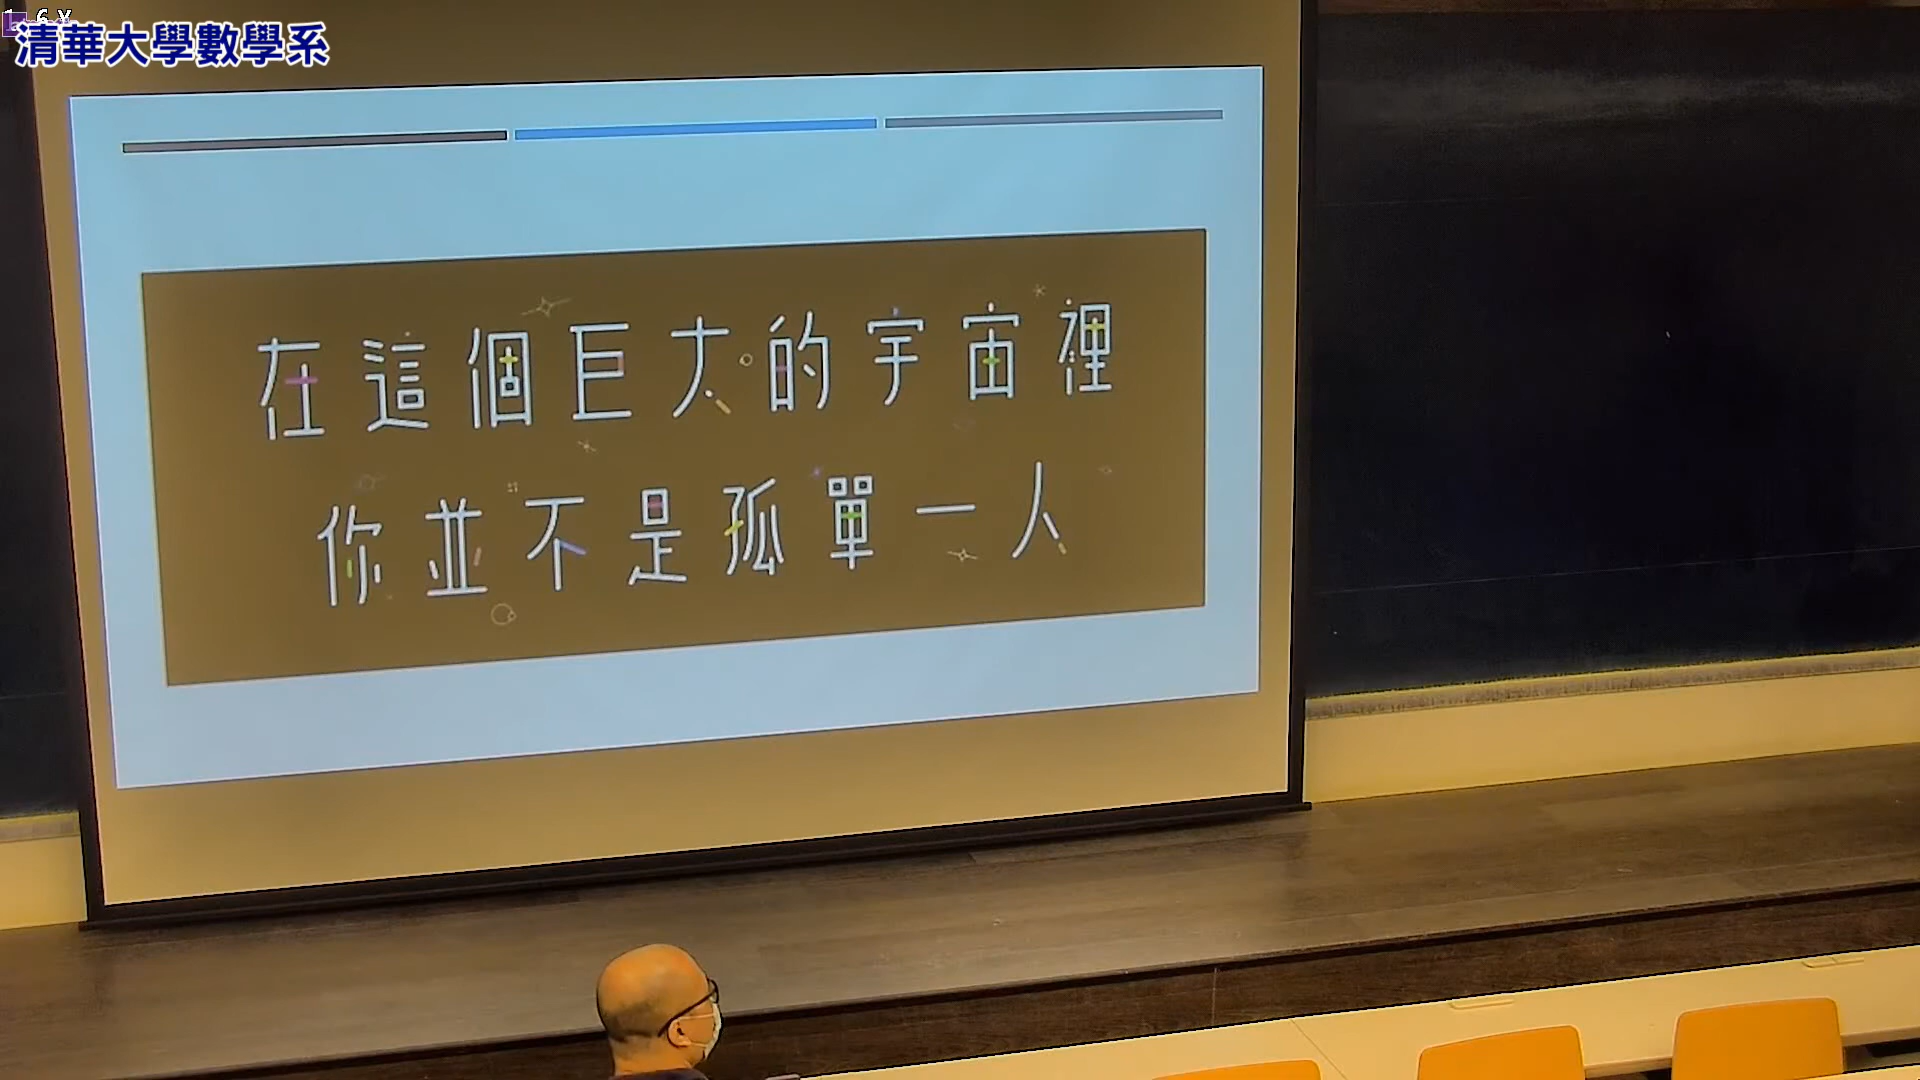 清華大學數學系
在這個巨大的宇宙裡
你並不是孤單一人